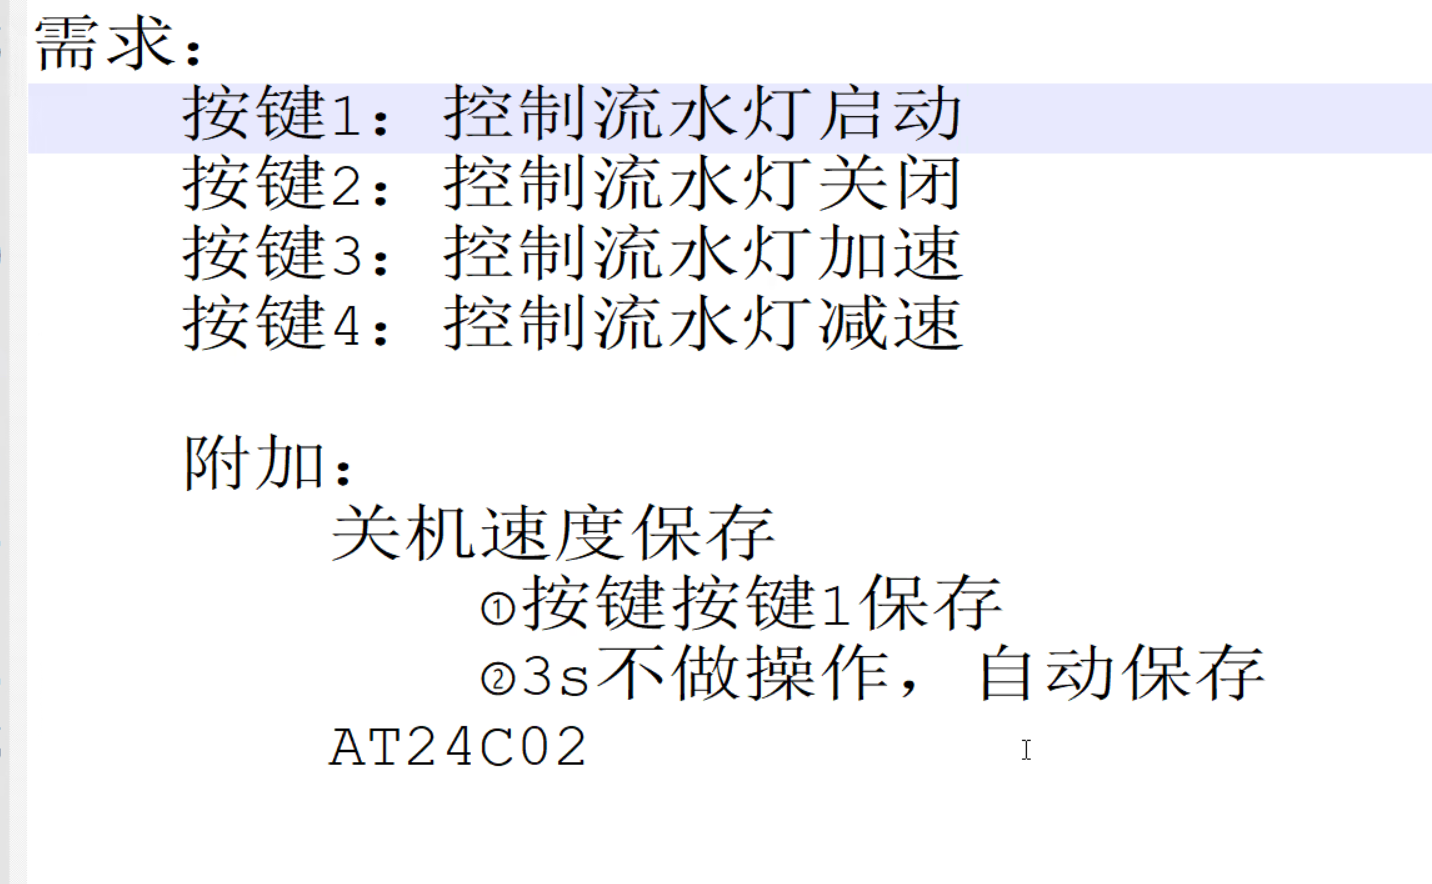 需求：
按键1：控制流水灯启动
按键2：控制流水灯关闭
按键3：控制流水灯加速
按键4：控制流水灯减速
附加：
关机速度保存
①按键按键1保存
②3s不做操作，自动保存
AT24C02